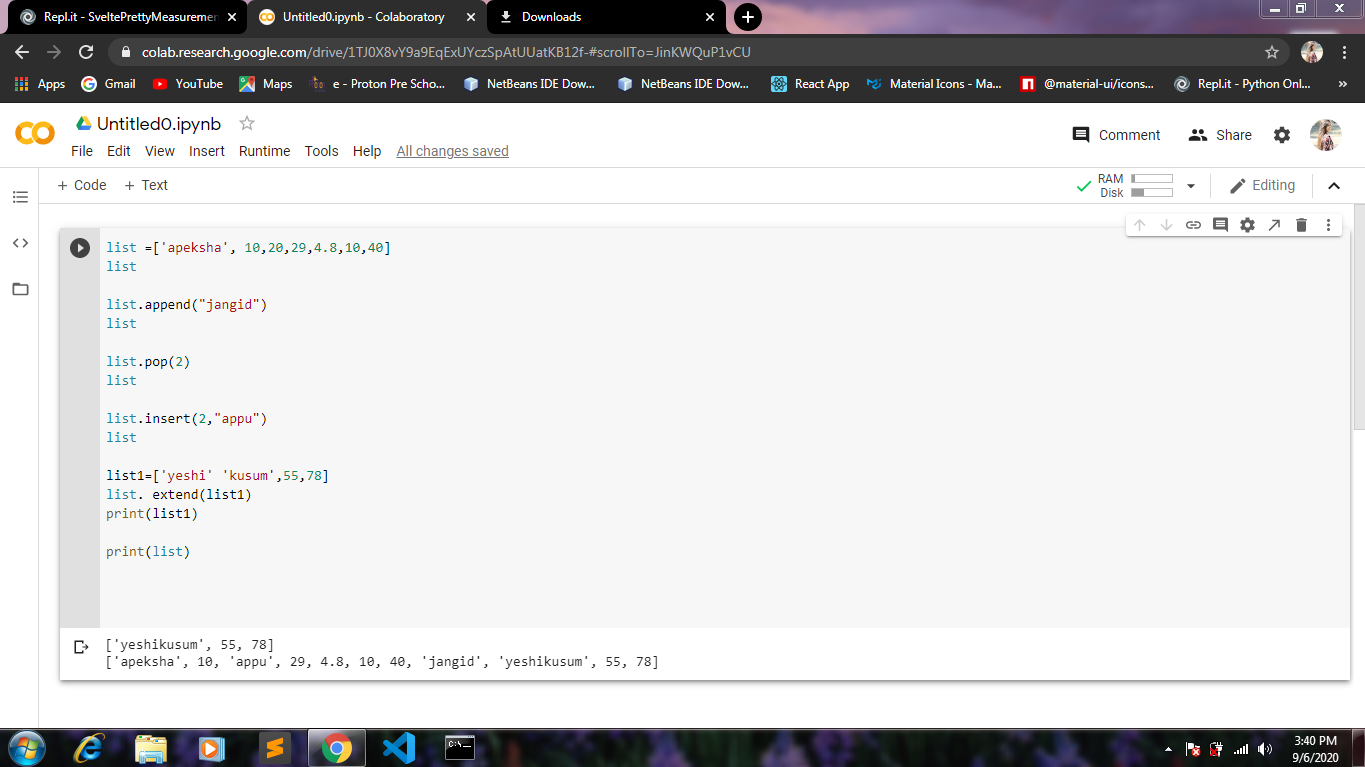 Repl.it - SveltePrettyMeasuremen
Untitled0.ipynb - Colaboratory
Downloads
colab.research.google.com/drive/1TJ0X8vY9a9EqExUYczSpAtUUatKB12f-#scrollTo=JinKWQuP1vCU
Apps Gmail YouTube Maps e - Proton Pre Scho... NetBeans IDE Dow... NetBeans IDE Dow... React App Material Icons - Ma... @material-ui/icons... Repl.it - Python Onl... »
Untitled0.ipynb
Comment Share
File Edit View Insert Runtime Tools Help All changes saved
+ Code + Text
RAM
Disk
Editing
list =['apeksha', 10,20,29,4.8,10,40]
list
list.append("jangid")
list
list.pop(2)
list
list.insert(2,"appu")
list
list1=['yeshi' 'kusum',55,78]
list. extend(list1)
print(list1)
print(list)
['yeshikusum', 55, 78]
['apeksha', 10, 'appu', 29, 4.8, 10, 40, 'jangid', 'yeshikusum', 55, 78]
3:40 PM
9/6/2020